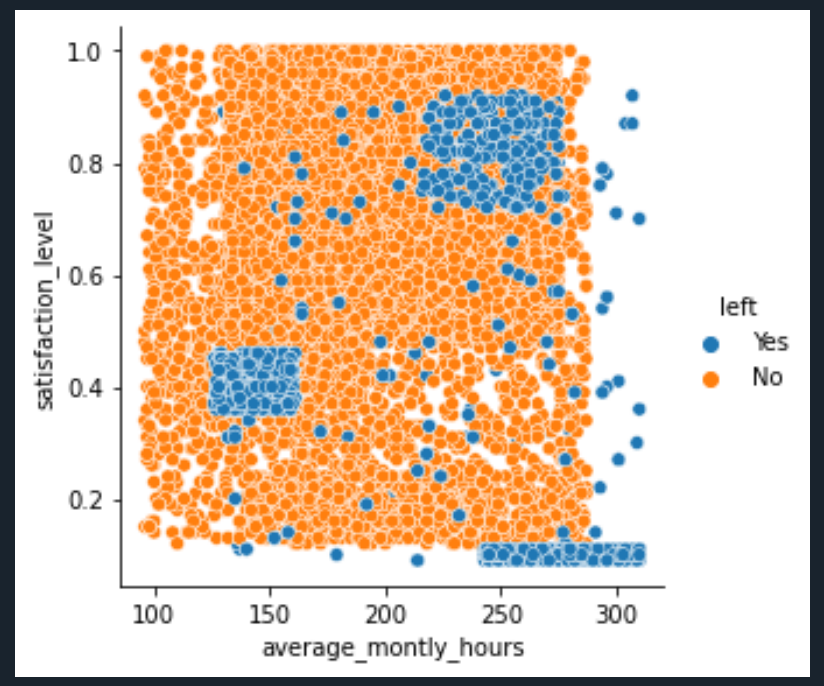 1.0
0.8
0.6
0.4
0.2
satisfaction_level
100 150 200 250 300
average_montly_hours
left
Yes
No